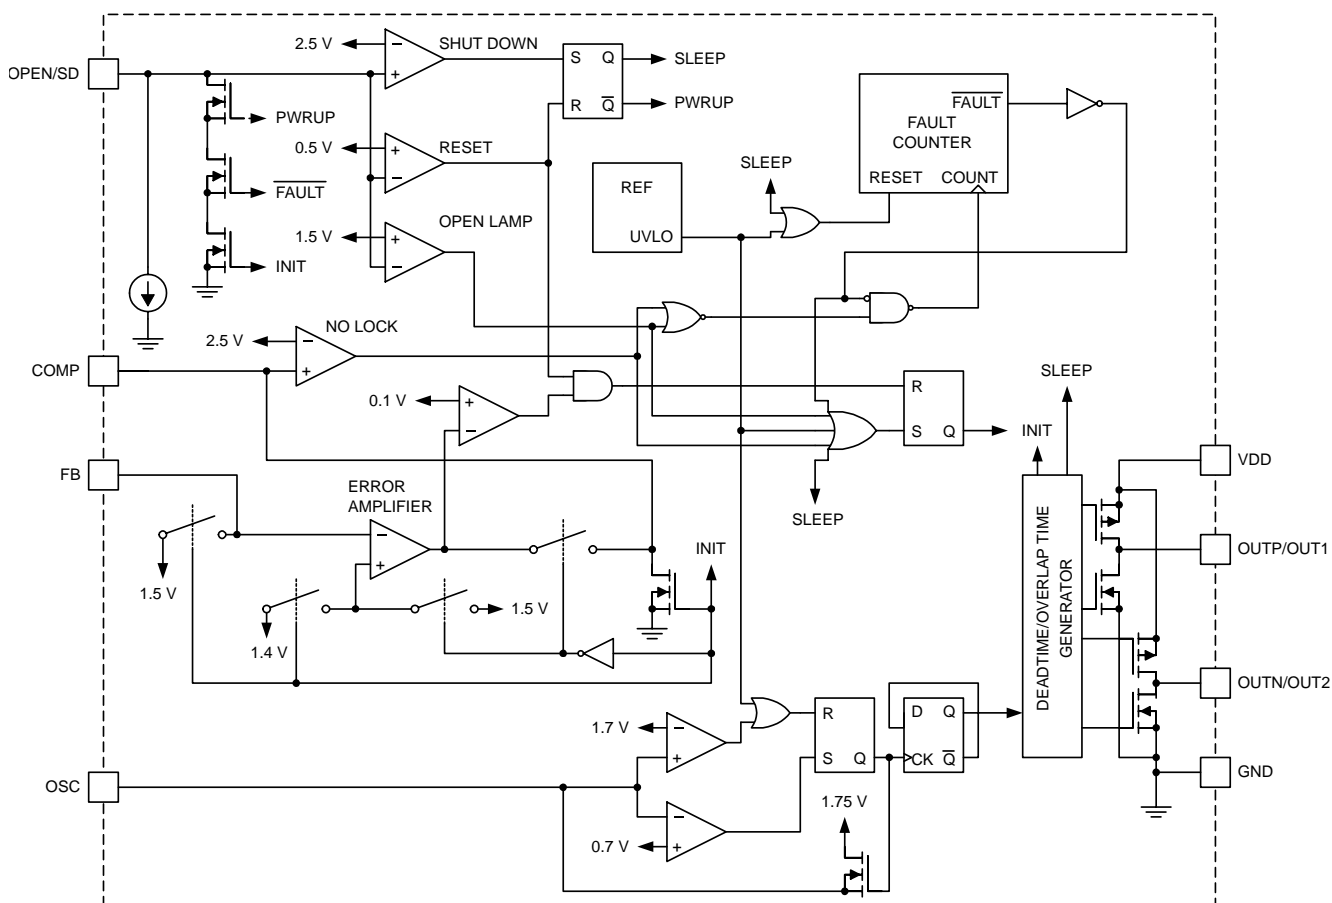 2.5 V
−
+
SHUT DOWN
S
Q
SLEEP
R
Q̅
PWRUP
OPEN/SD
PWRUP
0.5 V
+
−
RESET
F̅A̅U̅L̅T̅
1.5 V
+
−
OPEN LAMP
INIT
REF
UVLO
SLEEP
F̅A̅U̅L̅T̅
FAULT
COUNTER
RESET
COUNT
NO LOCK
2.5 V
−
+
COMP
0.1 V
+
−
R
S
Q
INIT
SLEEP
SLEEP
FB
ERROR
AMPLIFIER
−
+
1.5 V
1.4 V
1.5 V
INIT
DEADTIME/OVERLAP TIME
GENERATOR
VDD
OUTP/OUT1
OUTN/OUT2
GND
1.7 V
−
+
R
S
Q
D
Q
CK
Q̅
OSC
0.7 V
−
+
1.75 V